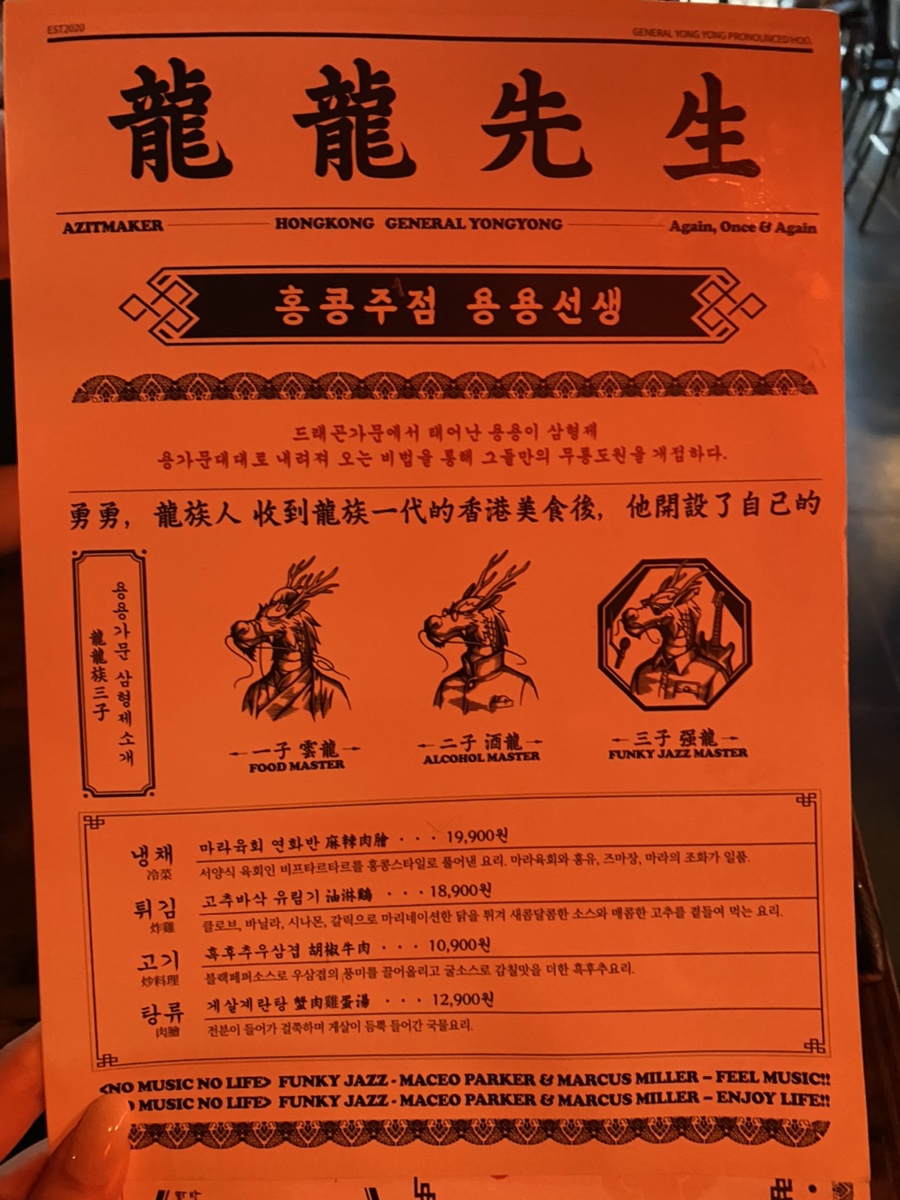 EST.2020
GENERAL YONG YONG PRONOUNCED HOO.
龍龍先生
AZITMAKER
HONGKONG GENERAL YONGYONG
Again, Once & Again
홍콩주점 용용선생
드래곤가문에서 태어난 용용이 삼형제
용가문대대로 내려져 오는 비법을 통해 그들만의 무릉도원을 개점하다.
勇勇, 龍族人 收到龍族一代的香港美食後, 他開設了自己的
용용가문 삼형제소개
龍龍族三子
一子 雲龍
FOOD MASTER
二子 酒龍
ALCOHOL MASTER
三子 强龍
FUNKY JAZZ MASTER
냉채
冷菜
마라육회 연화반 麻辣肉膾 · · · 19,900원
서양식 육회인 비프타르타르를 홍콩스타일로 풀어낸 요리. 마라육회와 홍유, 즈마장, 마라의 조화가 일품.
튀김
炸雞
고추바삭 유림기 油淋鷄 · · · 18,900원
클로브, 바닐라, 시나몬, 갈릭으로 마리네이션한 닭을 튀겨 새콤달콤한 소스와 매콤한 고추를 곁들여 먹는 요리.
고기
炒料理
흑후추우삼겹 胡椒牛肉 · · · 10,900원
블랙페퍼소스로 우삼겹의 풍미를 끌어올리고 굴소스로 감칠맛을 더한 흑후추요리.
탕류
肉膾
게살계란탕 蟹肉雞蛋湯 · · · 12,900원
전분이 들어가 걸쭉하며 게살이 듬뿍 들어간 국물요리.
<NO MUSIC NO LIFE> FUNKY JAZZ - MACEO PARKER & MARCUS MILLER – FEEL MUSIC!!
MUSIC NO LIFE> FUNKY JAZZ - MACEO PARKER & MARCUS MILLER – ENJOY LIFE!!